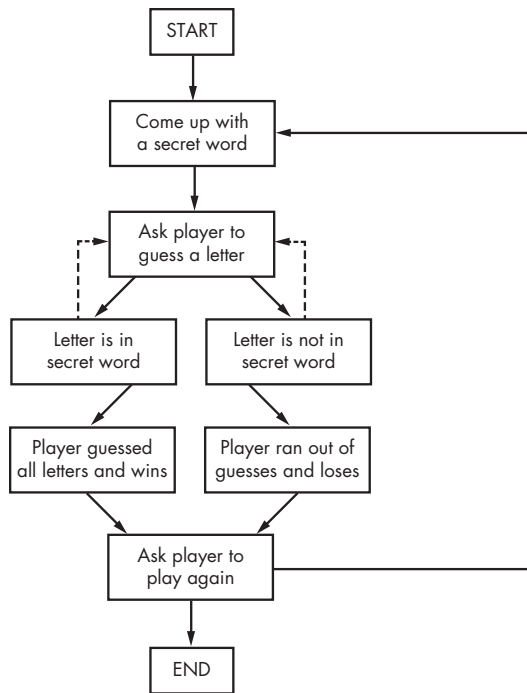 START
Come up with
a secret word
Ask player to
guess a letter
Letter is in
secret word
Letter is not in
secret word
Player guessed
all letters and wins
Player ran out of
guesses and loses
Ask player to
play again
END